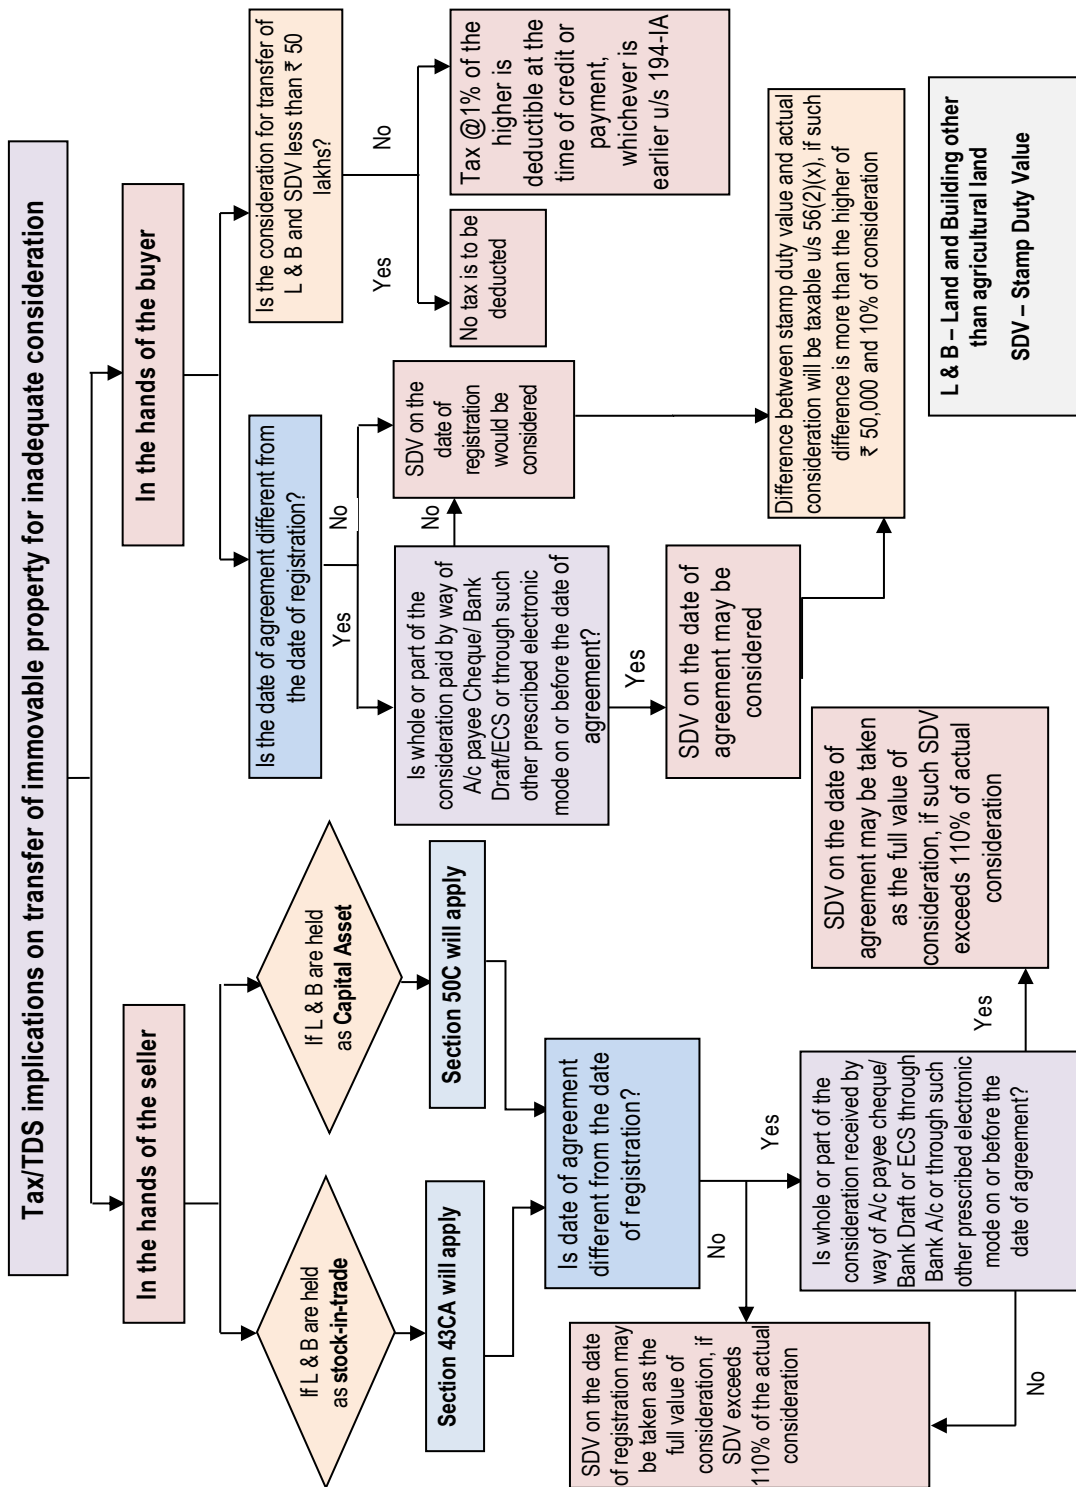 Tax/TDS implications on transfer of immovable property for inadequate consideration
In the hands of the seller
In the hands of the buyer
If L & B are held
as stock-in-trade
If L & B are held
as Capital Asset
Section 43CA will apply
Section 50C will apply
Is date of agreement
different from the date
of registration?
No
Yes
SDV on the date
of registration may
be taken as the
full value of
consideration, if
SDV exceeds
110% of the actual
consideration
Is whole or part of the
consideration received by
way of A/c payee cheque/
Bank Draft or ECS through
Bank A/c or through such
other prescribed electronic
mode on or before the
date of agreement?
No
Yes
SDV on the date of
agreement may be taken
as the full value of
consideration, if such SDV
exceeds 110% of actual
consideration
Is the date of agreement different from
the date of registration?
Yes
No
Is whole or part of the
consideration paid by way of
A/c payee Cheque/ Bank
Draft/ECS or through such
other prescribed electronic
mode on or before the date of
agreement?
No
Yes
SDV on the
date of
registration
would be
considered
SDV on the date of
agreement may be
considered
Is the consideration for transfer of
L & B and SDV less than ₹ 50
lakhs?
Yes
No
No tax is to be
deducted
Tax @1% of the
higher is
deductible at the
time of credit or
payment,
whichever is
earlier u/s 194-IA
Difference between stamp duty value and actual
consideration will be taxable u/s 56(2)(x), if such
difference is more than the higher of
₹ 50,000 and 10% of consideration
L & B – Land and Building other
than agricultural land
SDV – Stamp Duty Value